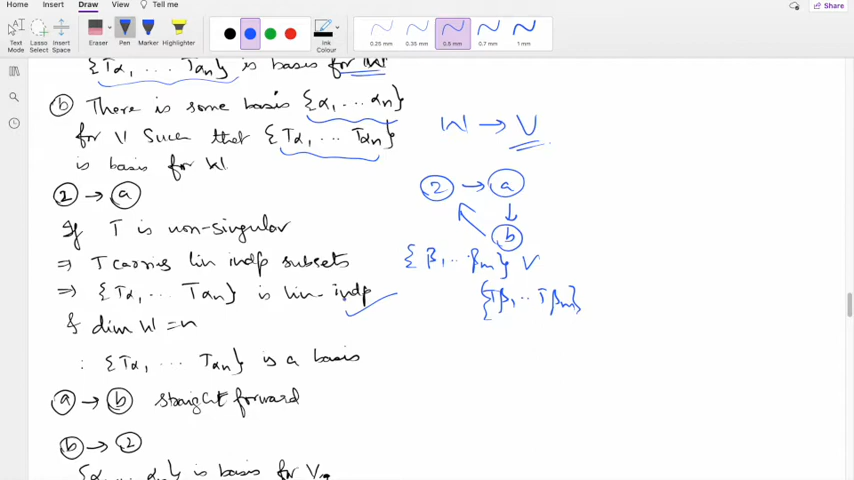 Home Insert Draw View Tell me
Share
Text Mode
Lasso Select
Insert Space
Eraser
Pen
Marker
Highlighter
Ink Colour
0.25 mm
0.35 mm
0.5 mm
0.7 mm
1 mm
{Tα, ... Tαn} is basis for W
(b) There is some basis {α, ... αn}
for V such that {Tα, ... Tαn}
is basis for W
(2) → (a)
If T is non-singular
⇒ T carries lin indp subsets
⇒ {Tα, ... Tαn} is lin-indp
& dim W = n
∴ {Tα, ... Tαn} is a basis
(a) → (b) straight forward
(b) → (2)
{α, ... αn} is basis for V
W → V
(2) → (a)
↓
(b)
{β, ... βm} V
{Tβ, ... Tβm}